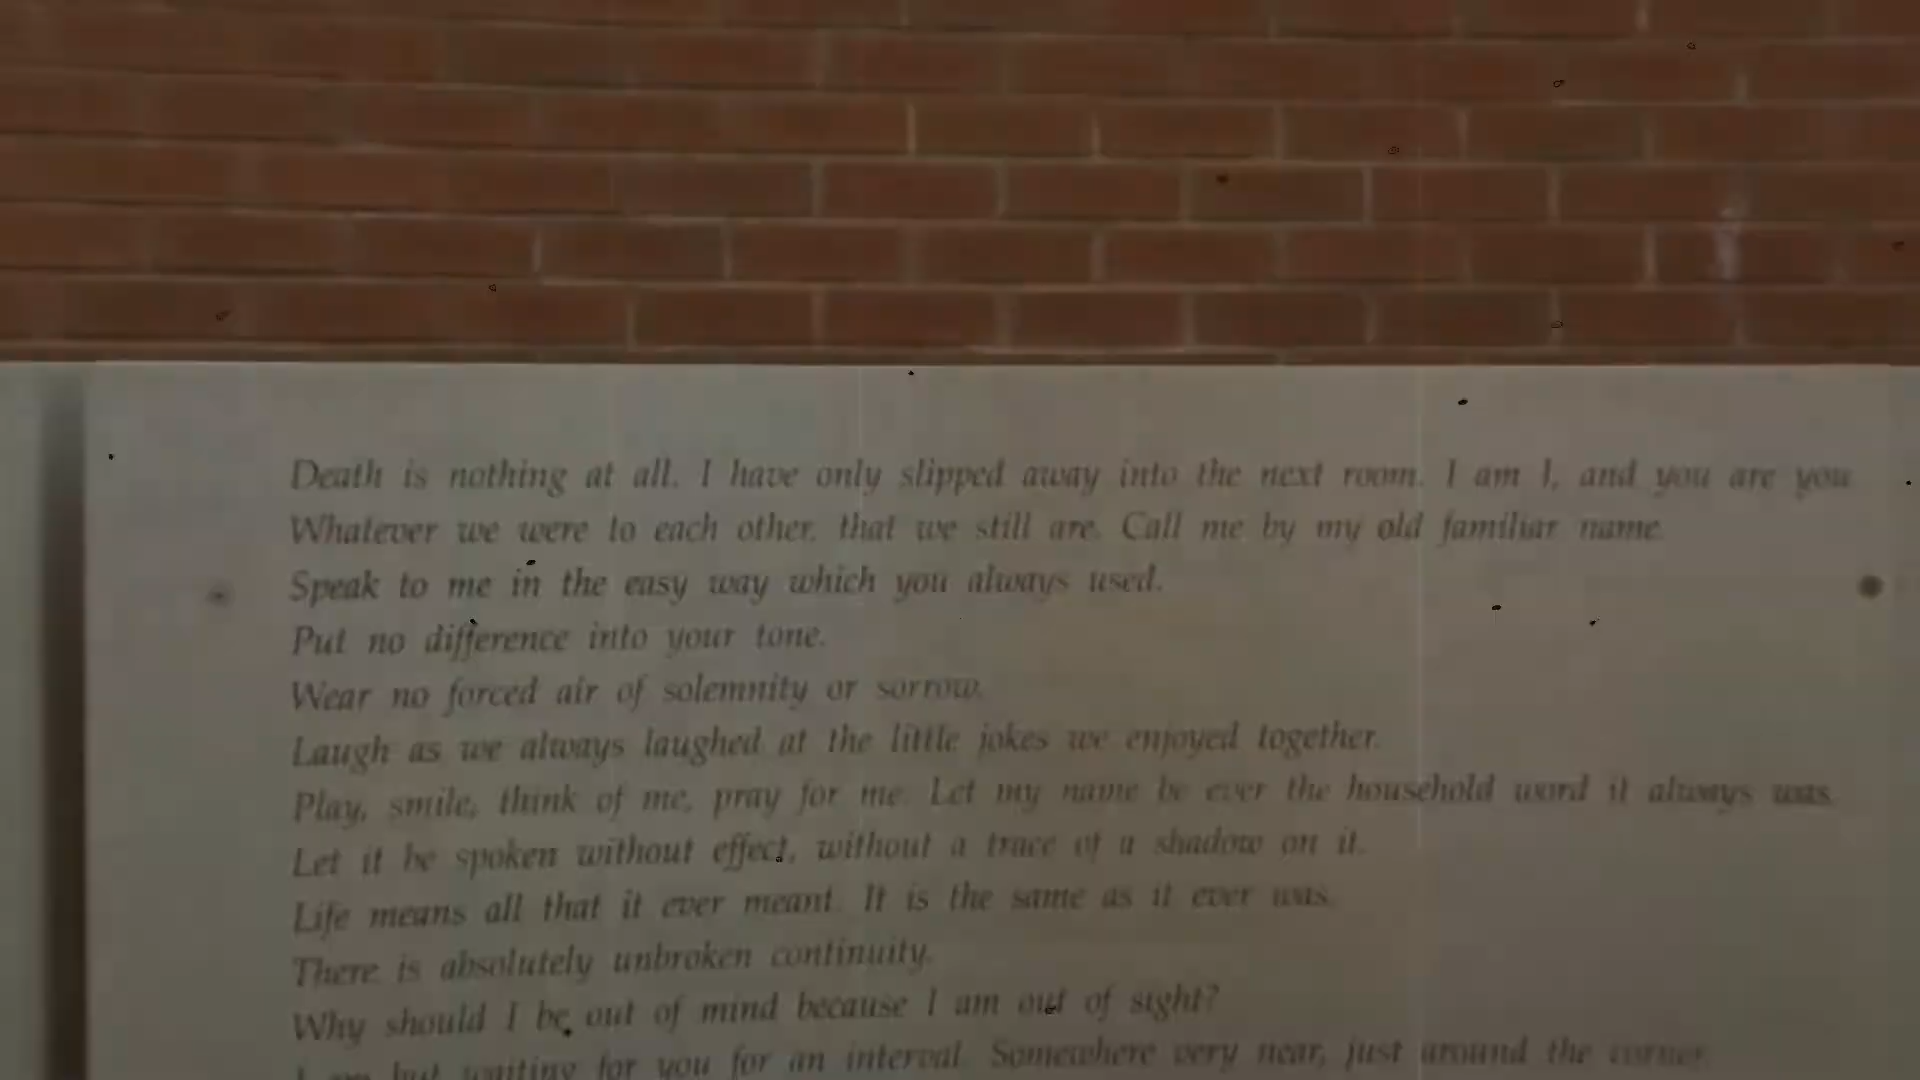 Death is nothing at all. I have only slipped away into the next room. I am I, and you are you
Whatever we were to each other, that we still are. Call me by my old familiar name.
Speak to me in the easy way which you always used.
Put no difference into your tone.
Wear no forced air of solemnity or sorrow.
Laugh as we always laughed at the little jokes we enjoyed together.
Play, smile, think of me, pray for me. Let my name be ever the household word it always was.
Let it be spoken without effect, without a trace of a shadow on it.
Life means all that it ever meant. It is the same as it ever was.
There is absolutely unbroken continuity.
Why should I be out of mind because I am out of sight?
I am but waiting for you for an interval. Somewhere very near, just around the corner.